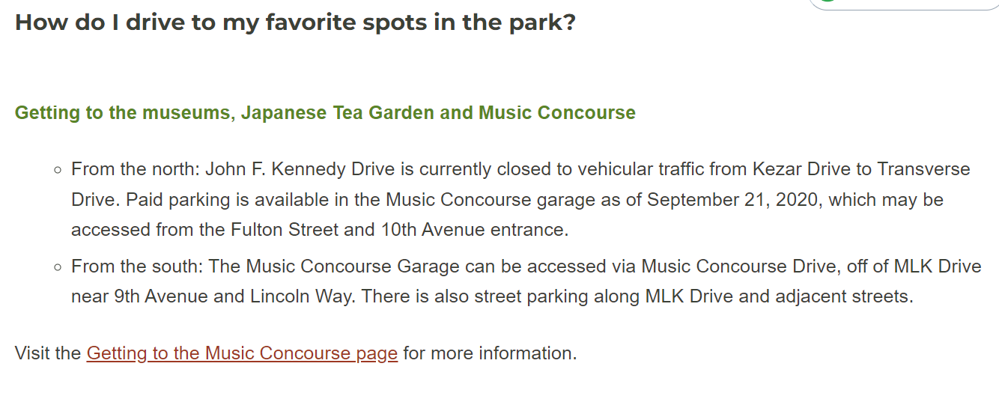 How do I drive to my favorite spots in the park?
Getting to the museums, Japanese Tea Garden and Music Concourse
From the north: John F. Kennedy Drive is currently closed to vehicular traffic from Kezar Drive to Transverse
Drive. Paid parking is available in the Music Concourse garage as of September 21, 2020, which may be
accessed from the Fulton Street and 10th Avenue entrance.
From the south: The Music Concourse Garage can be accessed via Music Concourse Drive, off of MLK Drive
near 9th Avenue and Lincoln Way. There is also street parking along MLK Drive and adjacent streets.
Visit the Getting to the Music Concourse page for more information.